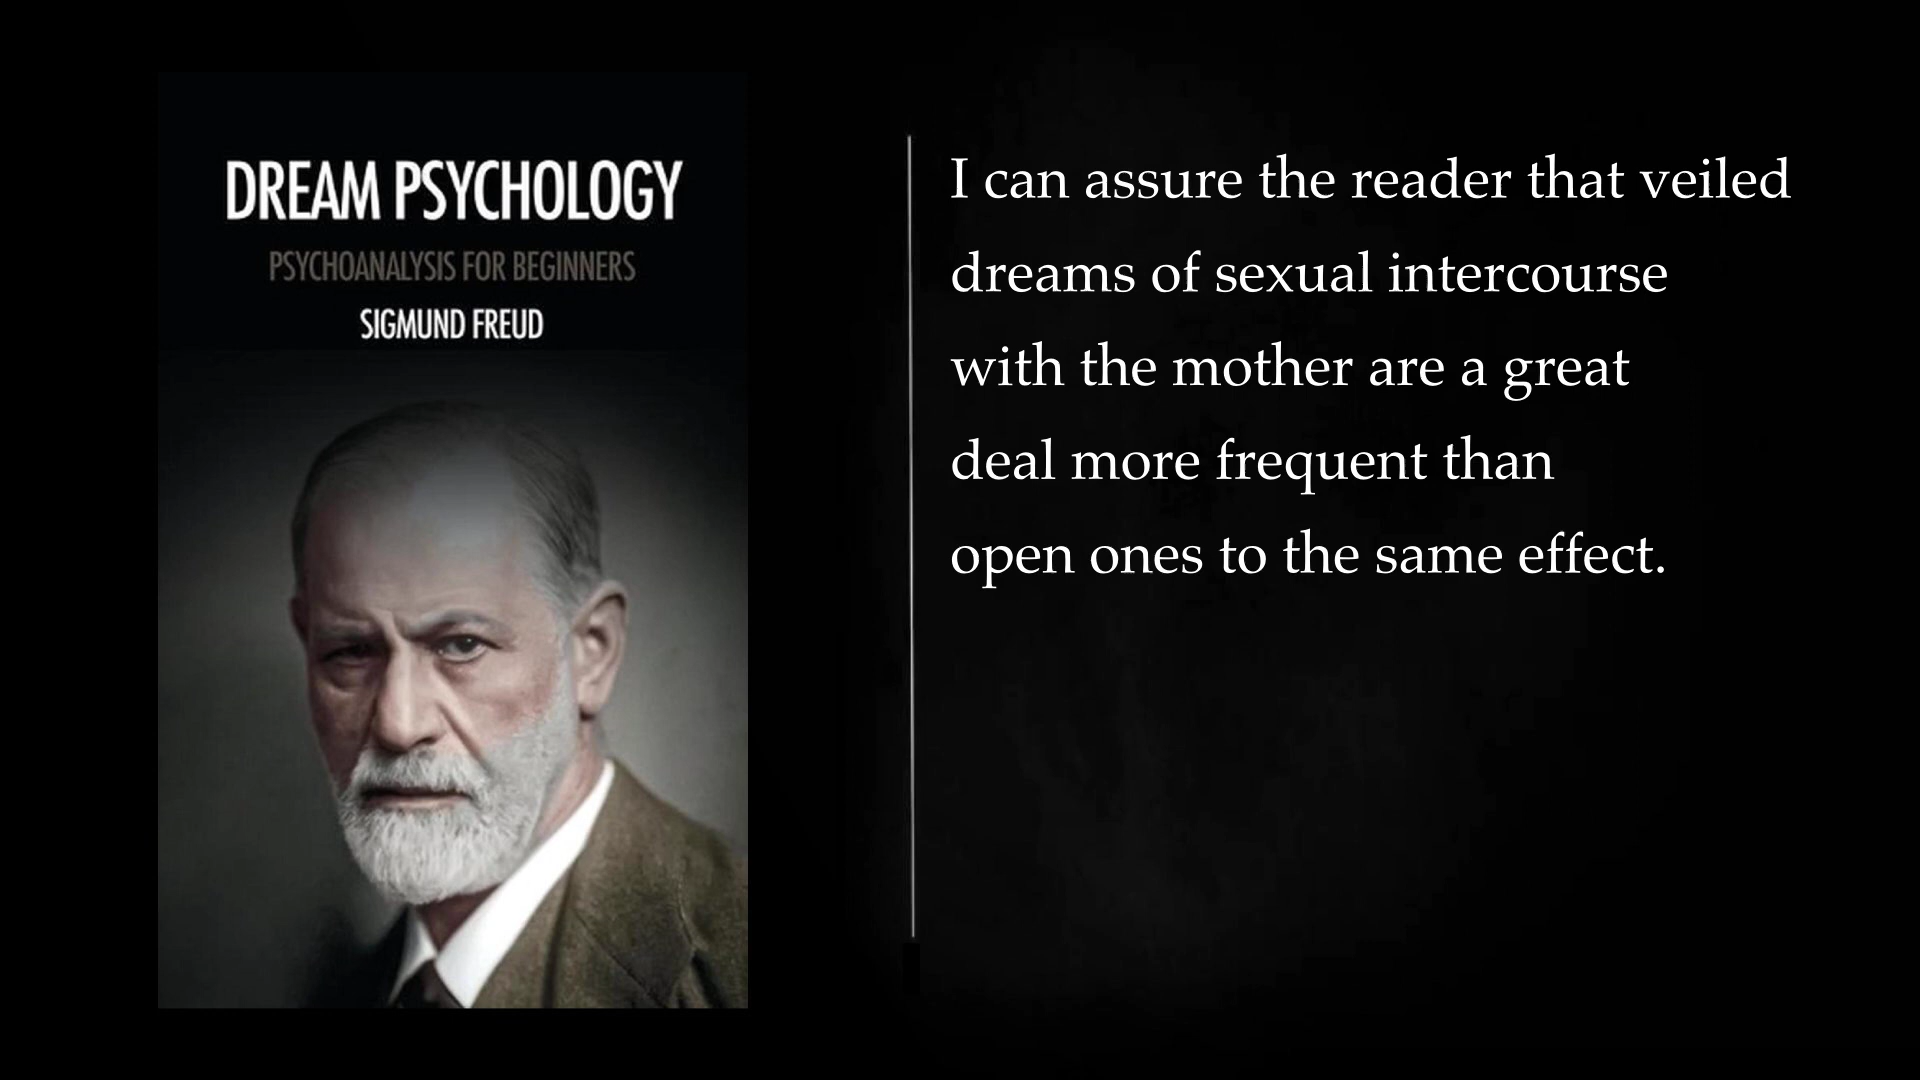 DREAM PSYCHOLOGY
PSYCHOANALYSIS FOR BEGINNERS
SIGMUND FREUD
I can assure the reader that veiled
dreams of sexual intercourse
with the mother are a great
deal more frequent than
open ones to the same effect.